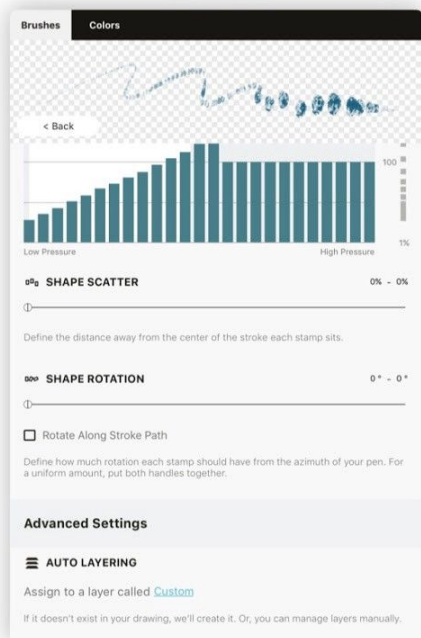 Brushes Colors
< Back
100
1%
Low Pressure High Pressure
SHAPE SCATTER 0% - 0%
Define the distance away from the center of the stroke each stamp sits.
SHAPE ROTATION 0° - 0°
Rotate Along Stroke Path
Define how much rotation each stamp should have from the azimuth of your pen. For
a uniform amount, put both handles together.
Advanced Settings
AUTO LAYERING
Assign to a layer called Custom
If it doesn't exist in your drawing, we'll create it. Or, you can manage layers manually.